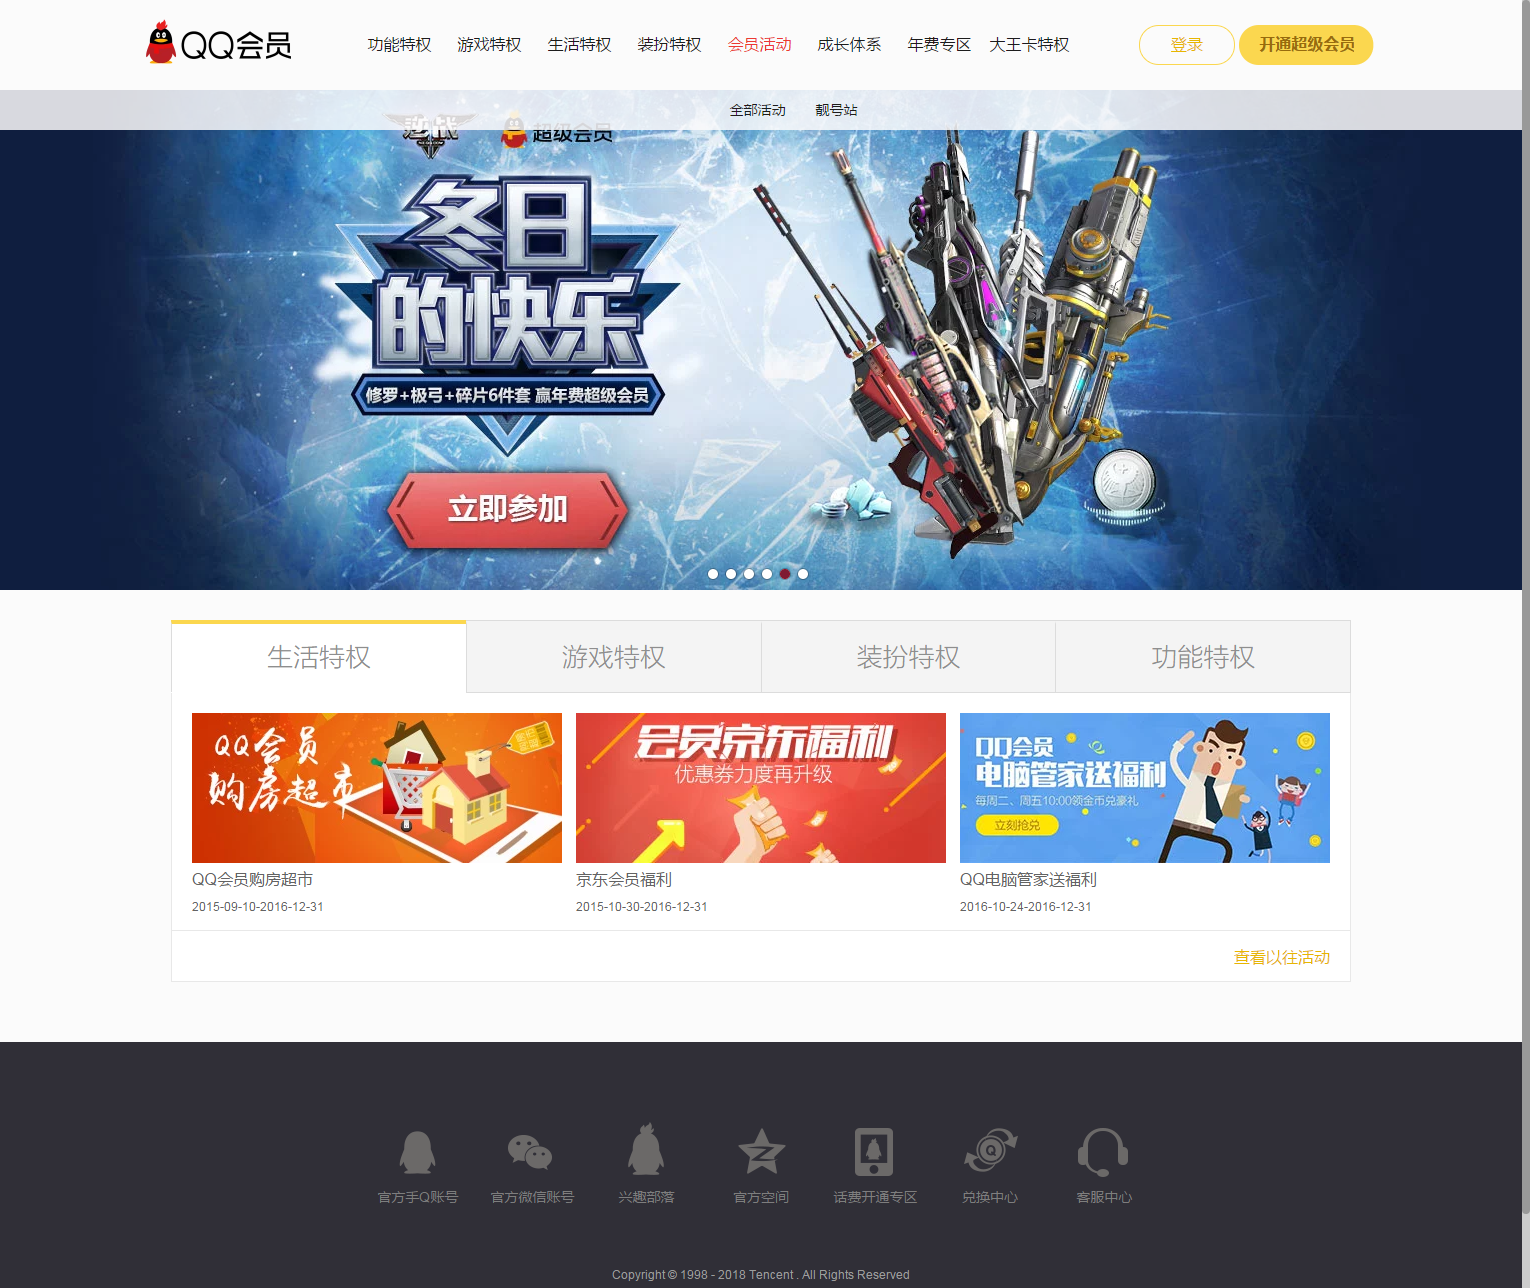 QQ会员
功能特权 游戏特权 生活特权 装扮特权 会员活动 成长体系 年费专区 大王卡特权 登录 开通超级会员
全部活动 靓号站
超级会员
冬日
的快乐
修罗+极弓+碎片6件套 赢年费超级会员
立即参加
生活特权 游戏特权 装扮特权 功能特权
QQ会员
购房超市
会员京东福利
优惠券力度再升级
QQ会员
电脑管家送福利
每周二、周五10:00领金币兑豪礼
立刻抢兑
QQ会员购房超市 京东会员福利 QQ电脑管家送福利
2015-09-10-2016-12-31 2015-10-30-2016-12-31 2016-10-24-2016-12-31
查看以往活动
官方手Q账号 官方微信账号 兴趣部落 官方空间 话费开通专区 兑换中心 客服中心
Copyright © 1998 - 2018 Tencent . All Rights Reserved